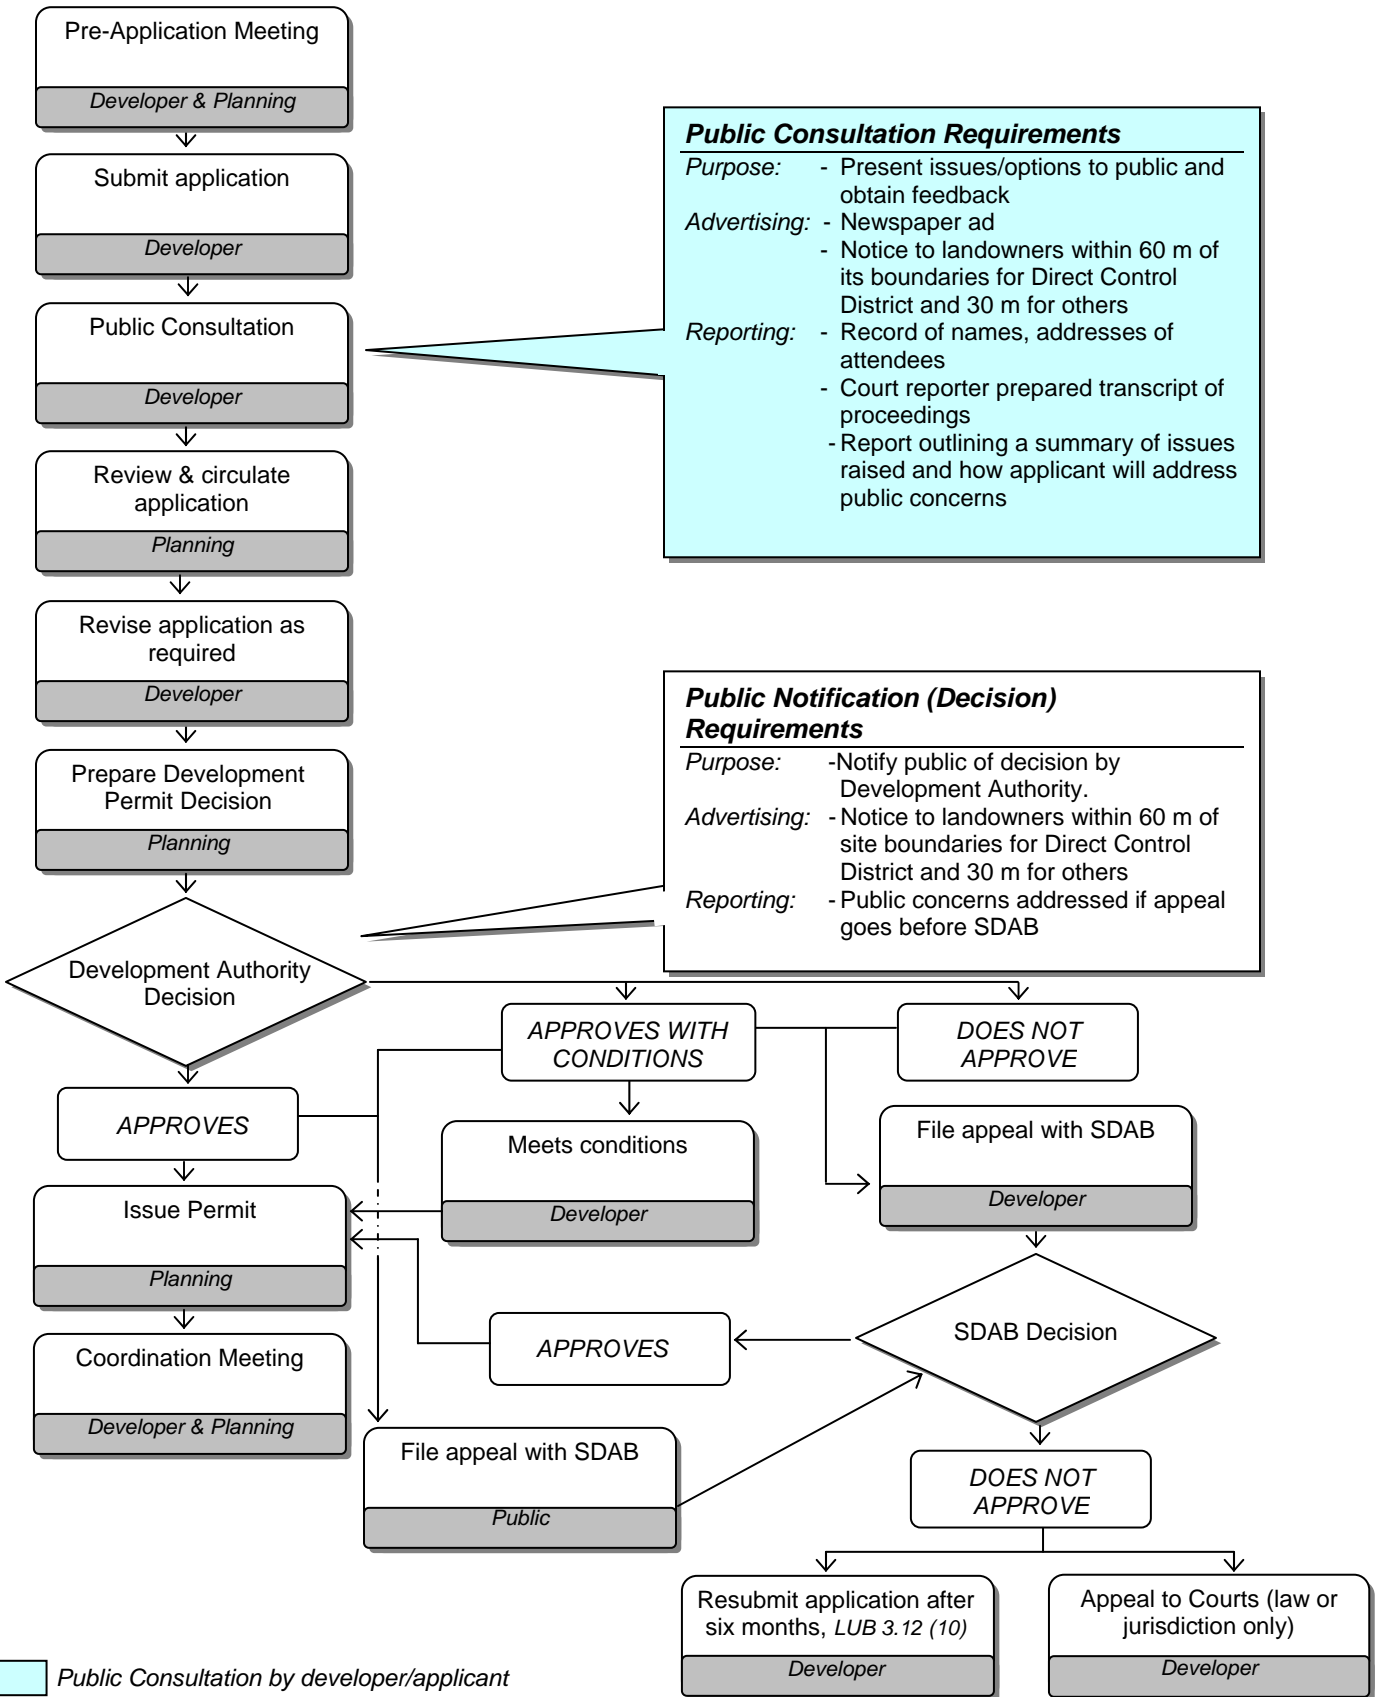 Pre-Application Meeting
Developer & Planning
Submit application
Developer
Public Consultation
Developer
Review & circulate
application
Planning
Revise application as
required
Developer
Prepare Development
Permit Decision
Planning
Public Consultation Requirements
Purpose: - Present issues/options to public and
obtain feedback
Advertising: - Newspaper ad
- Notice to landowners within 60 m of
its boundaries for Direct Control
District and 30 m for others
Reporting: - Record of names, addresses of
attendees
- Court reporter prepared transcript of
proceedings
- Report outlining a summary of issues
raised and how applicant will address
public concerns
Public Notification (Decision)
Requirements
Purpose: -Notify public of decision by
Development Authority.
Advertising: - Notice to landowners within 60 m of
site boundaries for Direct Control
District and 30 m for others
Reporting: - Public concerns addressed if appeal
goes before SDAB
Development Authority
Decision
APPROVES WITH
CONDITIONS
DOES NOT
APPROVE
APPROVES
Meets conditions
Developer
File appeal with SDAB
Developer
Issue Permit
Planning
APPROVES
SDAB Decision
Coordination Meeting
Developer & Planning
File appeal with SDAB
Public
DOES NOT
APPROVE
Resubmit application after
six months, LUB 3.12 (10)
Developer
Appeal to Courts (law or
jurisdiction only)
Developer
Public Consultation by developer/applicant